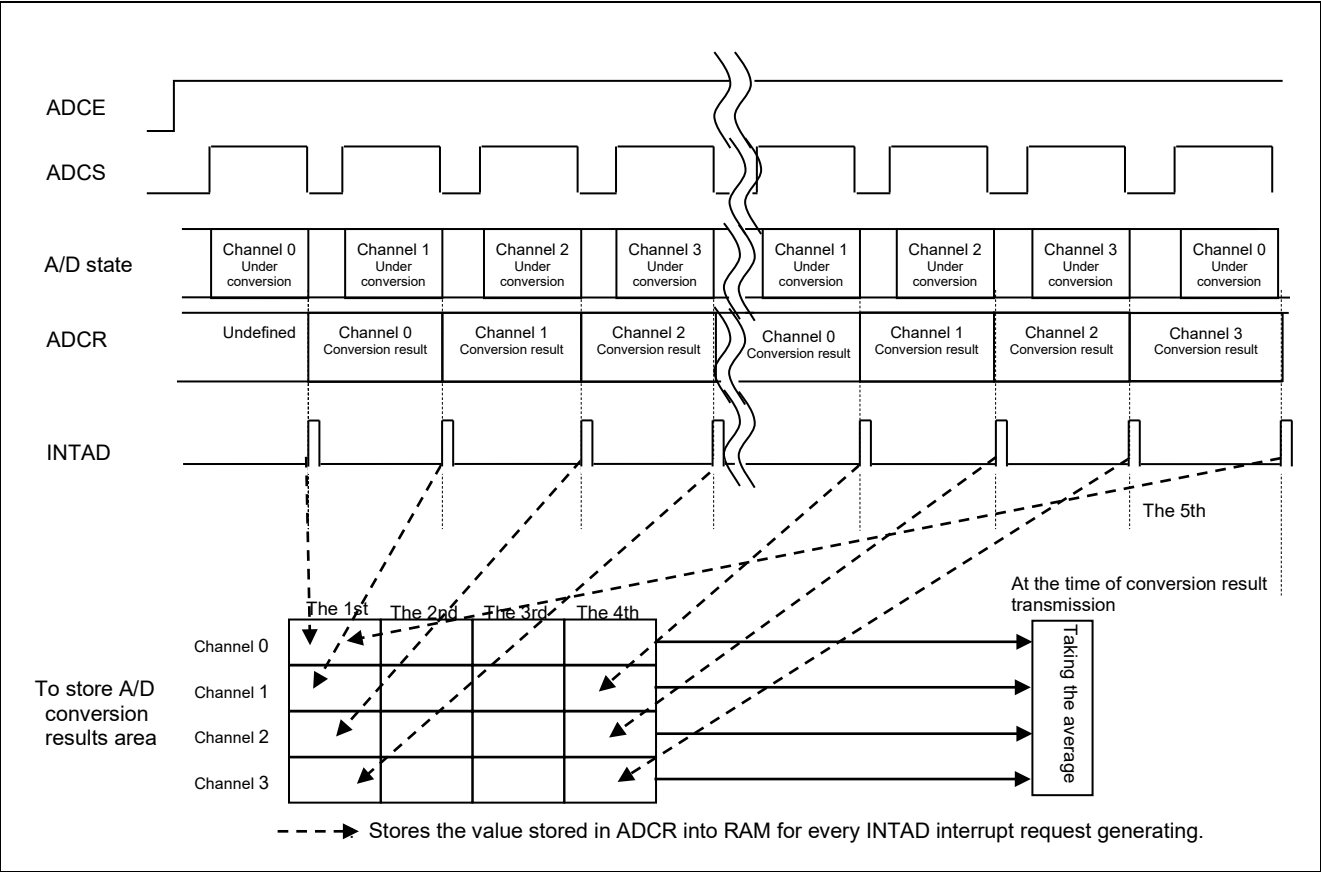 ADCE
ADCS
A/D state
Channel 0
Under
conversion
Channel 1
Under
conversion
Channel 2
Under
conversion
Channel 3
Under
conversion
Channel 1
Under
conversion
Channel 2
Under
conversion
Channel 3
Under
conversion
Channel 0
Under
conversion
ADCR
Undefined
Channel 0
Conversion result
Channel 1
Conversion result
Channel 2
Conversion result
Channel 0
Conversion result
Channel 1
Conversion result
Channel 2
Conversion result
Channel 3
Conversion result
INTAD
The 5th
At the time of conversion result
transmission
The 1st
The 2nd
The 3rd
The 4th
Channel 0
Channel 1
Channel 2
Channel 3
To store A/D
conversion
results area
Taking the average
Stores the value stored in ADCR into RAM for every INTAD interrupt request generating.